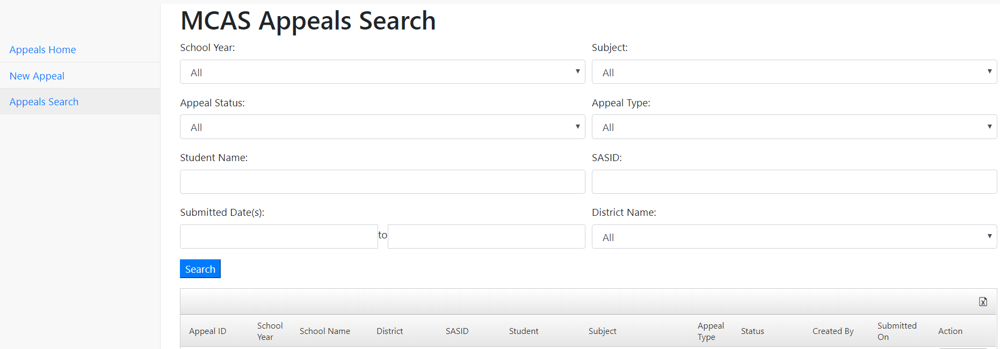 MCAS Appeals Search
Appeals Home
New Appeal
Appeals Search
School Year:
Subject:
All
All
Appeal Status:
Appeal Type:
All
All
Student Name:
SASID:
Submitted Date(s):
District Name:
to
All
Search
Appeal ID
School Year
School Name
District
SASID
Student
Subject
Appeal Type
Status
Created By
Submitted On
Action